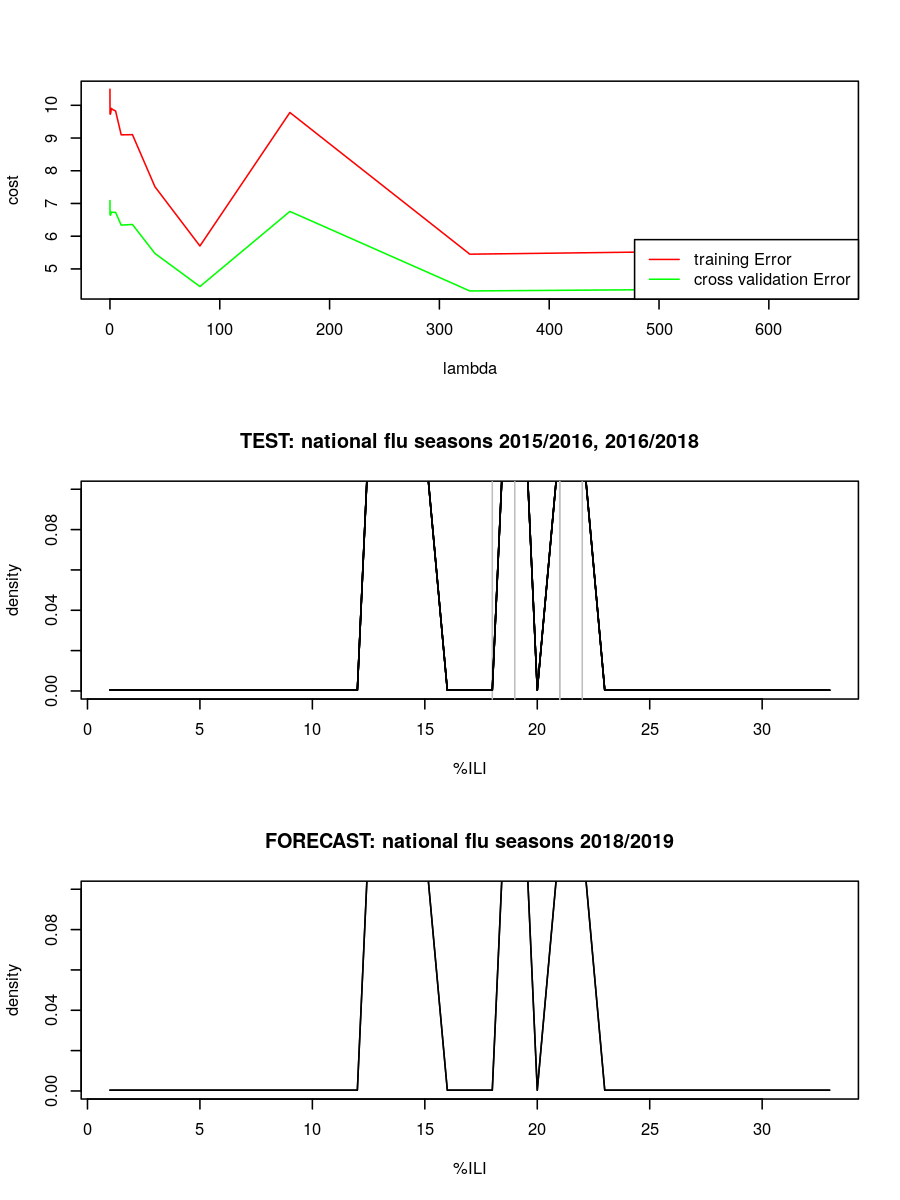 cost
10
9
8
7
6
5
training Error
cross validation Error
0 100 200 300 400 500 600
lambda
TEST: national flu seasons 2015/2016, 2016/2018
density
0.08
0.04
0.00
0 5 10 15 20 25 30
%ILI
FORECAST: national flu seasons 2018/2019
density
0.08
0.04
0.00
0 5 10 15 20 25 30
%ILI